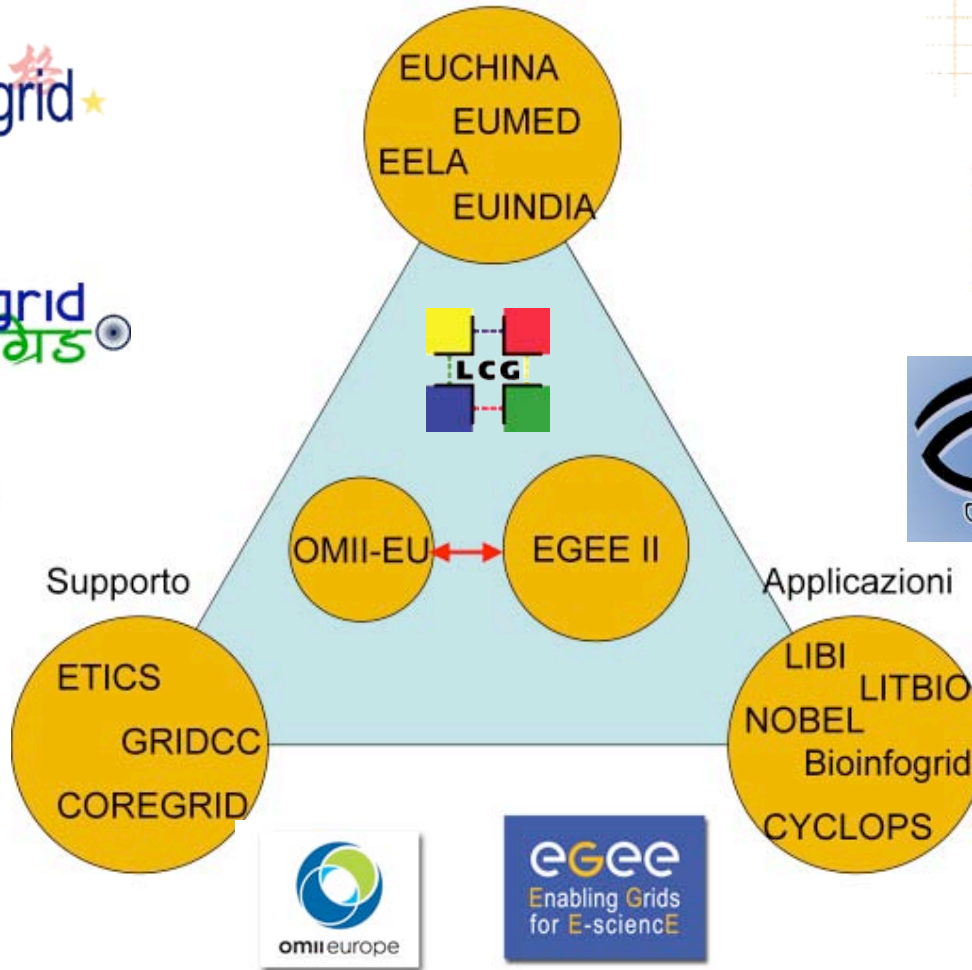 grid
EUCHINA
EUMED
EELA
EUINDIA
grid
ग्रिड
LCG
OMII-EU
EGEE II
Supporto
Applicazioni
ETICS
GRIDCC
COREGRID
LIBI
LITBIO
NOBEL
Bioinfogrid
CYCLOPS
omii europe
eGee
Enabling Grids
for E-sciencE